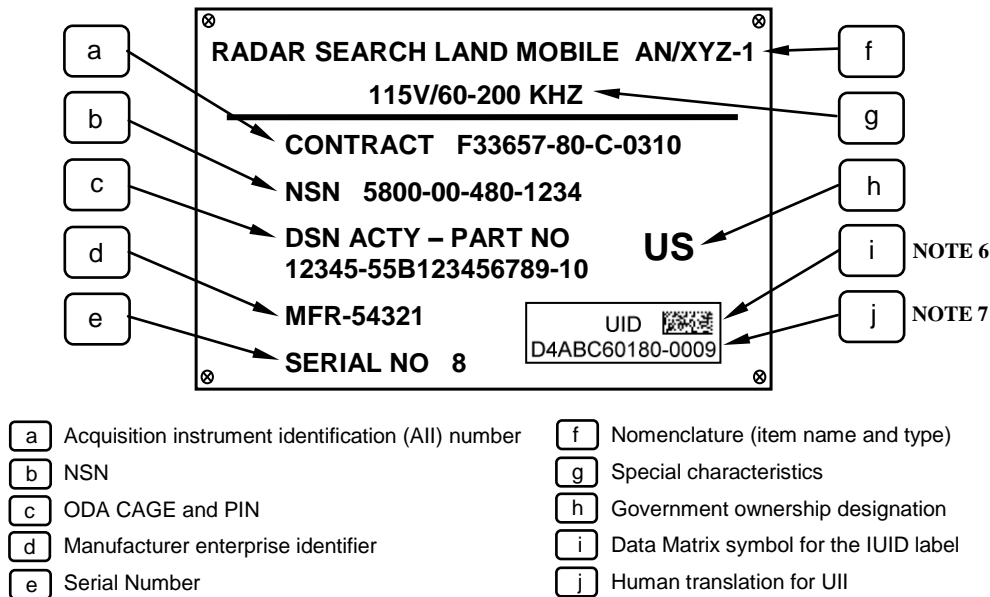 a
b
c
d
e
RADAR SEARCH LAND MOBILE AN/XYZ-1
115V/60-200 KHZ
CONTRACT F33657-80-C-0310
NSN 5800-00-480-1234
DSN ACTY – PART NO
12345-55B123456789-10
US
MFR-54321
SERIAL NO 8
UID
D4ABC60180-0009
f
g
h
i NOTE 6
j NOTE 7
a Acquisition instrument identification (AII) number
b NSN
c ODA CAGE and PIN
d Manufacturer enterprise identifier
e Serial Number
f Nomenclature (item name and type)
g Special characteristics
h Government ownership designation
i Data Matrix symbol for the IUID label
j Human translation for UII